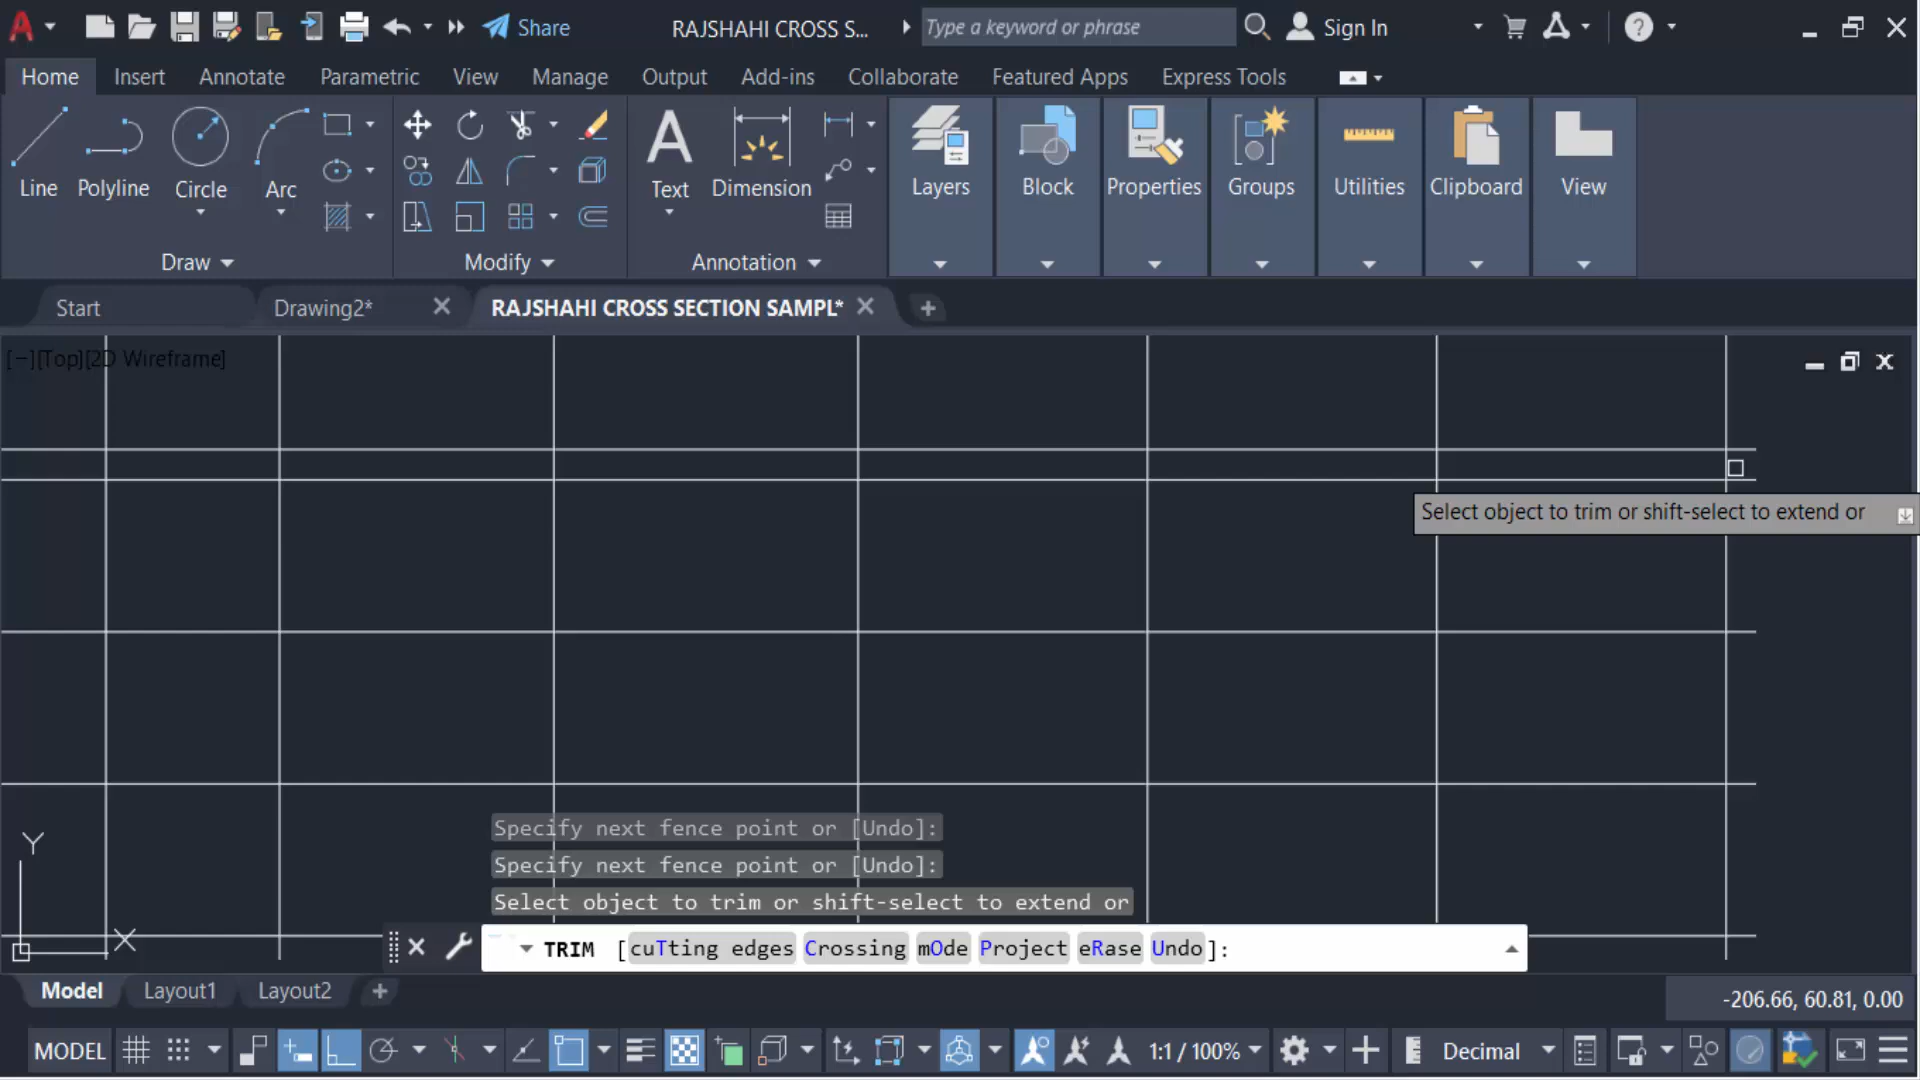 A Share RAJSHAHI CROSS S... Type a keyword or phrase Sign In
Home Insert Annotate Parametric View Manage Output Add-ins Collaborate Featured Apps Express Tools
Line Polyline Circle Arc Text Dimension Layers Block Properties Groups Utilities Clipboard View
Draw Modify Annotation
Start Drawing2* RAJSHAHI CROSS SECTION SAMPL*
[−][Top][2D Wireframe]
Select object to trim or shift-select to extend or
Specify next fence point or [Undo]:
Y
Specify next fence point or [Undo]:
Select object to trim or shift-select to extend or
X
TRIM [cuTting edges Crossing mOde Project eRase Undo]:
Model Layout1 Layout2
-206.66, 60.81, 0.00
MODEL 1:1 / 100% Decimal